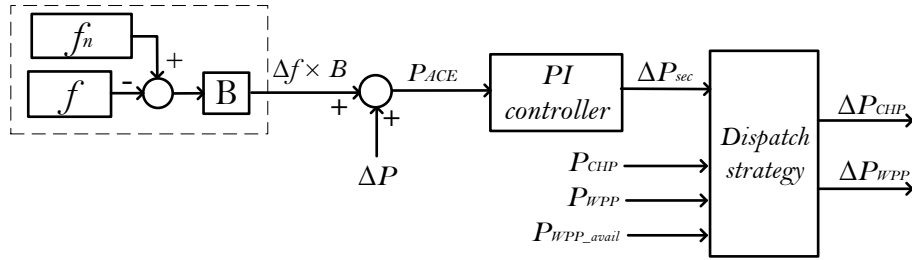 fn
+
f
-
B
Δf × B
+
+
ΔP
PACE
PI
controller
ΔPsec
PCHP
PWPP
PWPP_avail
Dispatch
strategy
ΔPCHP
ΔPWPP